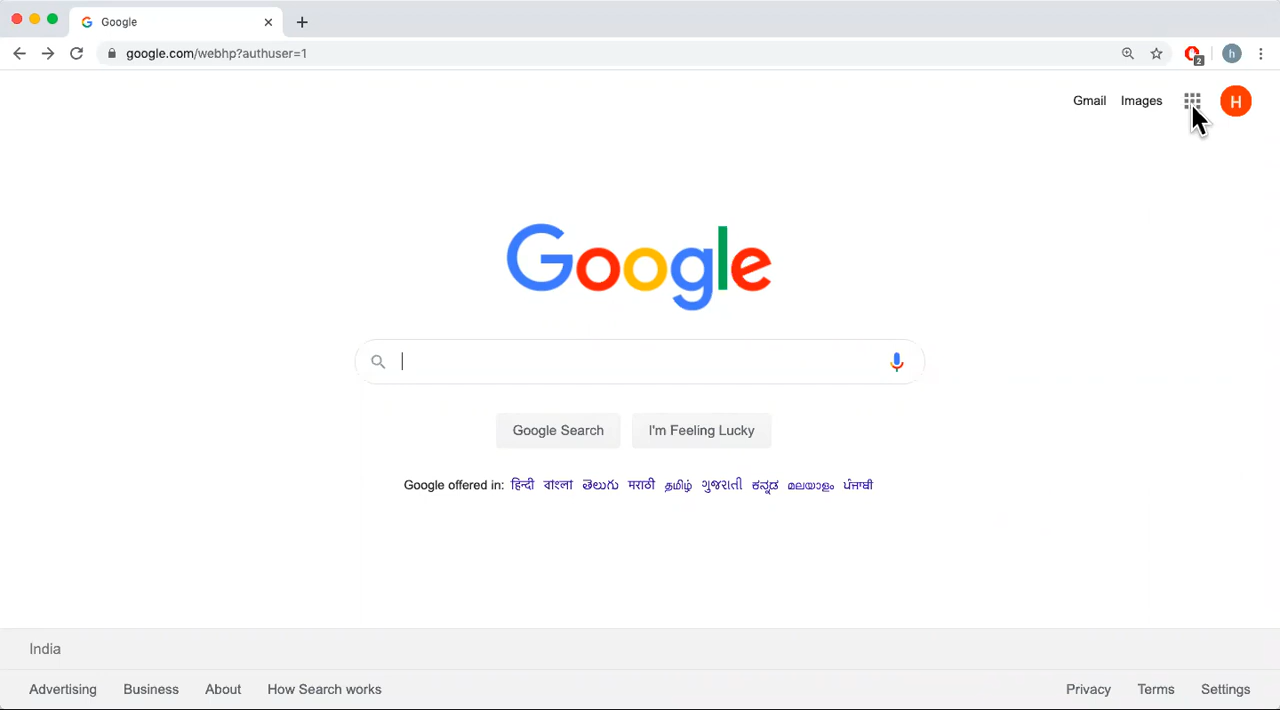 Google
google.com/webhp?authuser=1
2
h
Gmail Images
H
Google
Google Search I'm Feeling Lucky
Google offered in: हिन्दी বাংলা తెలుగు मराठी தமிழ் ગુજરાતી ಕನ್ನಡ മലയാളം ਪੰਜਾਬੀ
India
Advertising Business About How Search works Privacy Terms Settings